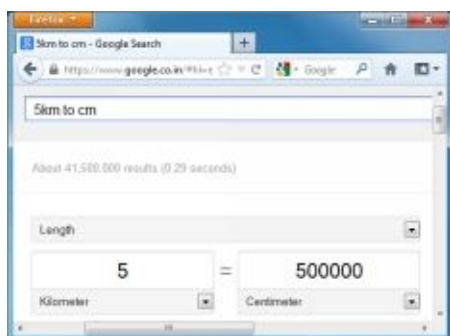 Firefox
5km to cm - Google Search
https://www.google.co.in/#hl=e
Google
5km to cm
About 41,500,000 results (0.29 seconds)
Length
5 = 500000
Kilometer Centimeter